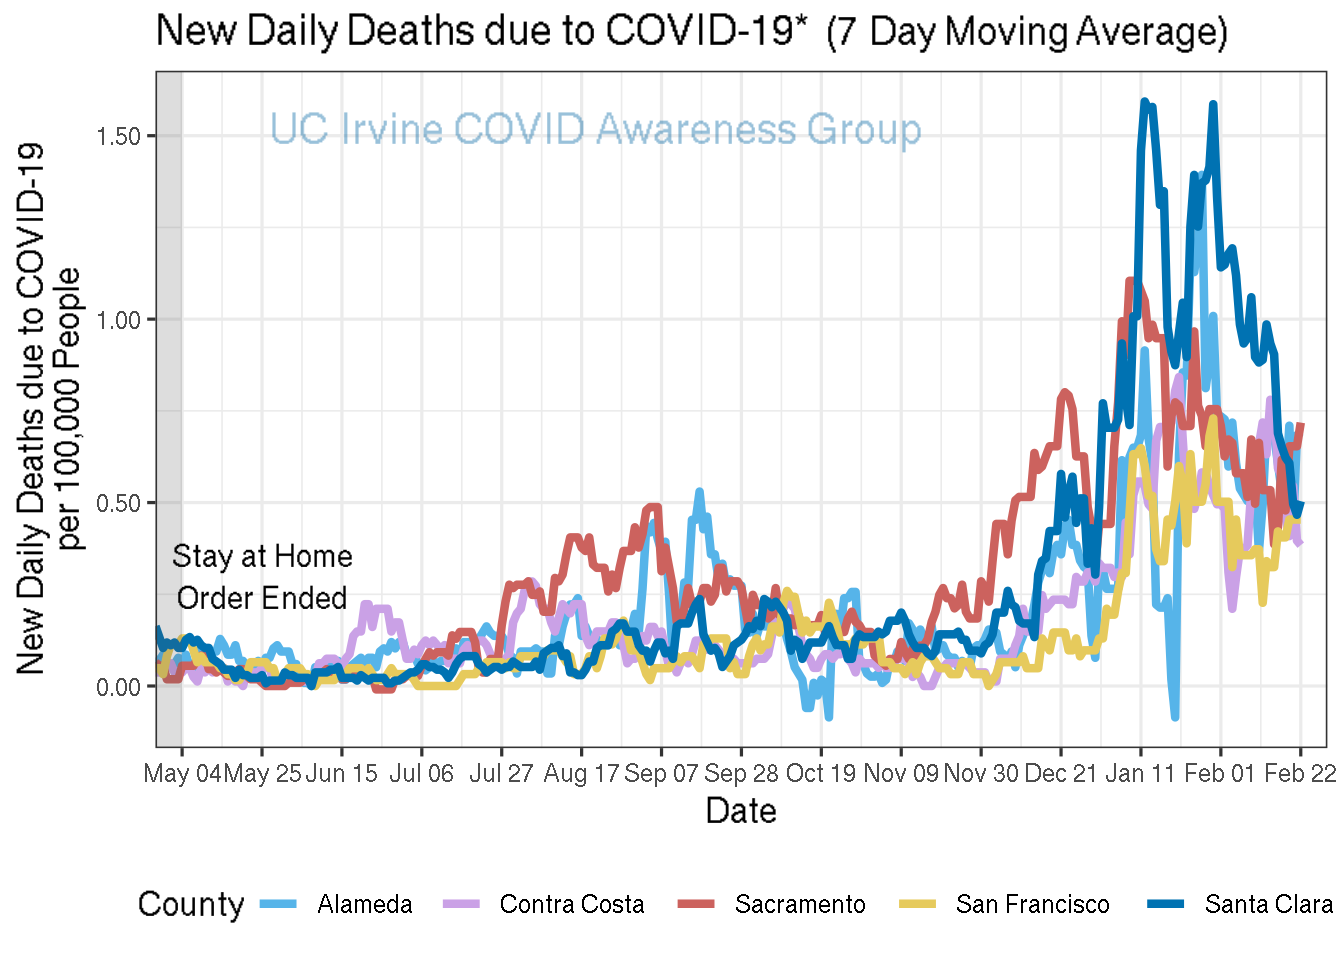 New Daily Deaths due to COVID-19* (7 Day Moving Average)
UC Irvine COVID Awareness Group
New Daily Deaths due to COVID-19
per 100,000 People
1.50
1.00
0.50
0.00
Stay at Home
Order Ended
May 04 May 25 Jun 15 Jul 06 Jul 27 Aug 17 Sep 07 Sep 28 Oct 19 Nov 09 Nov 30 Dec 21 Jan 11 Feb 01 Feb 22
Date
County Alameda Contra Costa Sacramento San Francisco Santa Clara